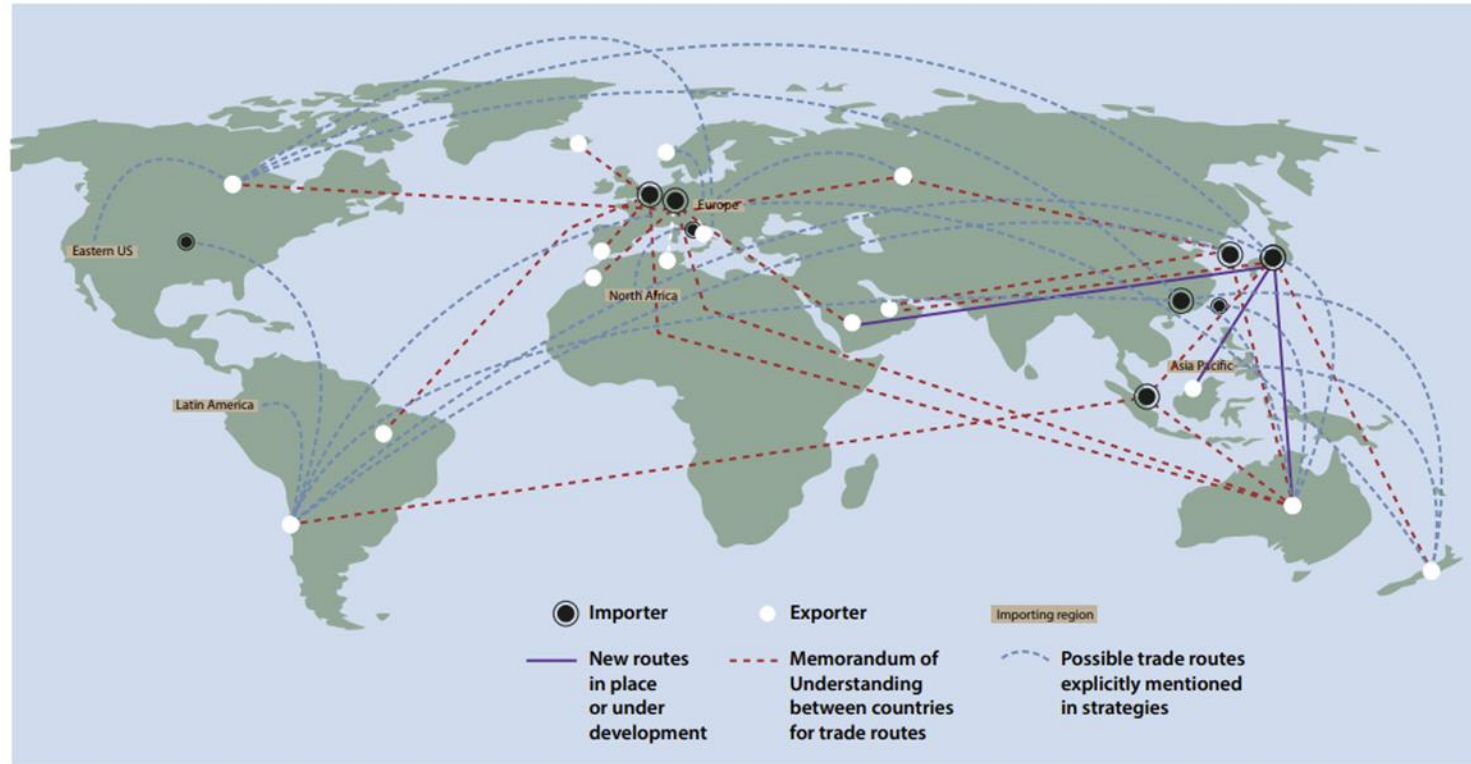 Europe
Eastern US
North Africa
Asia Pacific
Latin America
Importer
Exporter
Importing region
New routes
in place
or under
development
Memorandum of
Understanding
between countries
for trade routes
Possible trade routes
explicitly mentioned
in strategies